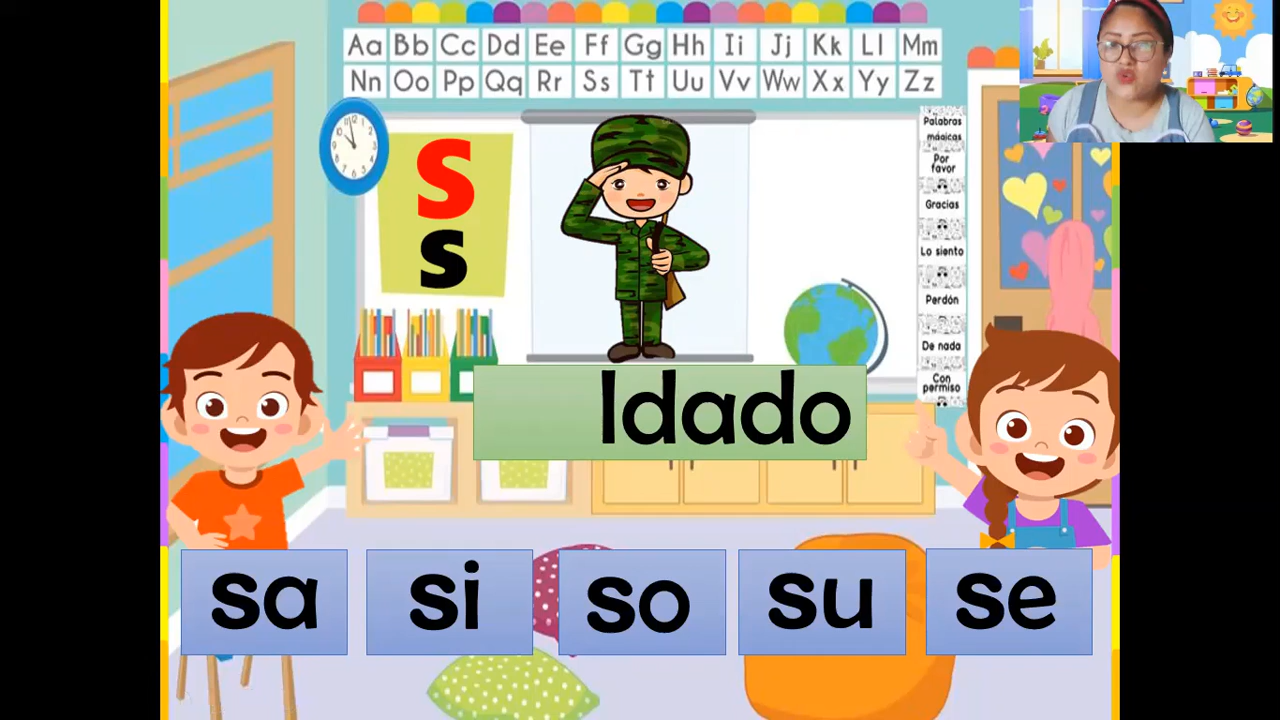 Aa Bb Cc Dd Ee Ff Gg Hh Ii Jj Kk Ll Mm
Nn Oo Pp Qq Rr Ss Tt Uu Vv Ww Xx Yy Zz
S
s
Palabras
mágicas
Por
favor
Gracias
Lo siento
Perdón
De nada
Con
permiso
ldado
sa si so su se